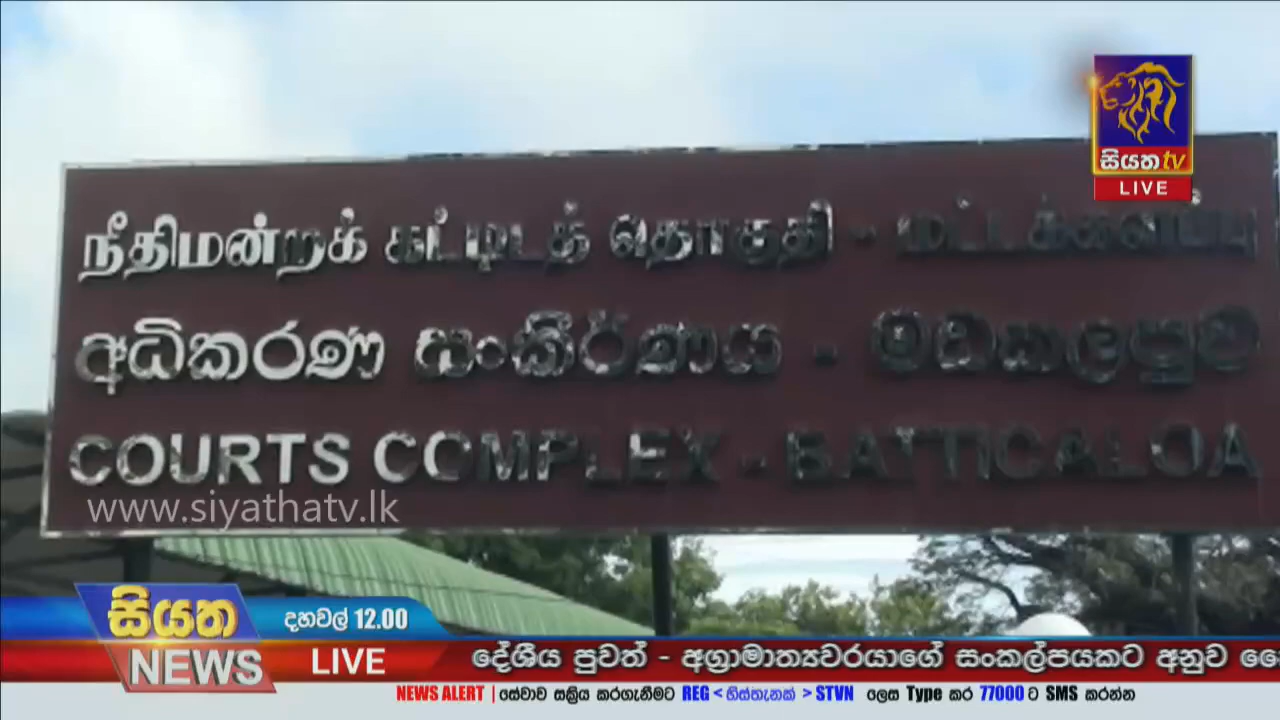 සියත tv
LIVE
நீதிமன்றக் கட்டிடத் தொகுதி - மட்டக்களப்பு
අධිකරණ සංකීර්ණය - මඩකලපුව
COURTS COMPLEX - BATTICALOA
www.siyathatv.lk
සියත
NEWS
දහවල් 12.00
LIVE
දේශීය පුවත් - අග්‍රාමාත්‍යවරයාගේ සංකල්පයකට අනුව
NEWS ALERT | සේවාව සක්‍රිය කරගැනීමට REG < හිස්තැනක් > STVN ලෙස Type කර 77000 ට SMS කරන්න